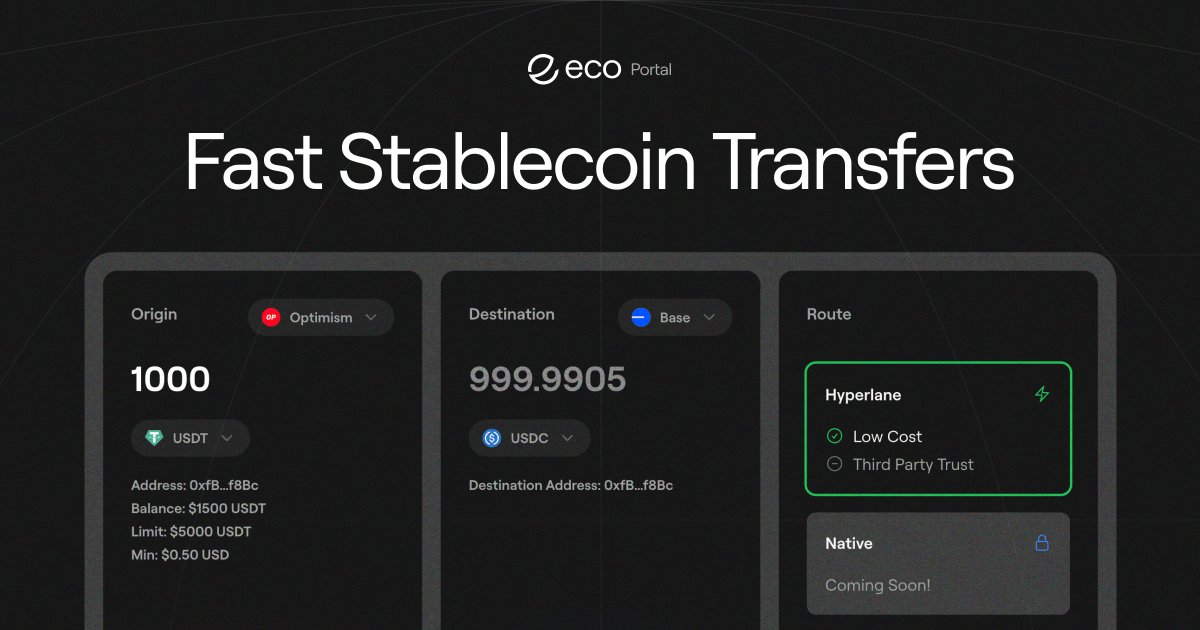 eco Portal
Fast Stablecoin Transfers
Origin
OP Optimism
1000
USDT
Address: 0xfB...f8Bc
Balance: $1500 USDT
Limit: $5000 USDT
Min: $0.50 USD
Destination
Base
999.9905
USDC
Destination Address: 0xfB...f8Bc
Route
Hyperlane
Low Cost
Third Party Trust
Native
Coming Soon!